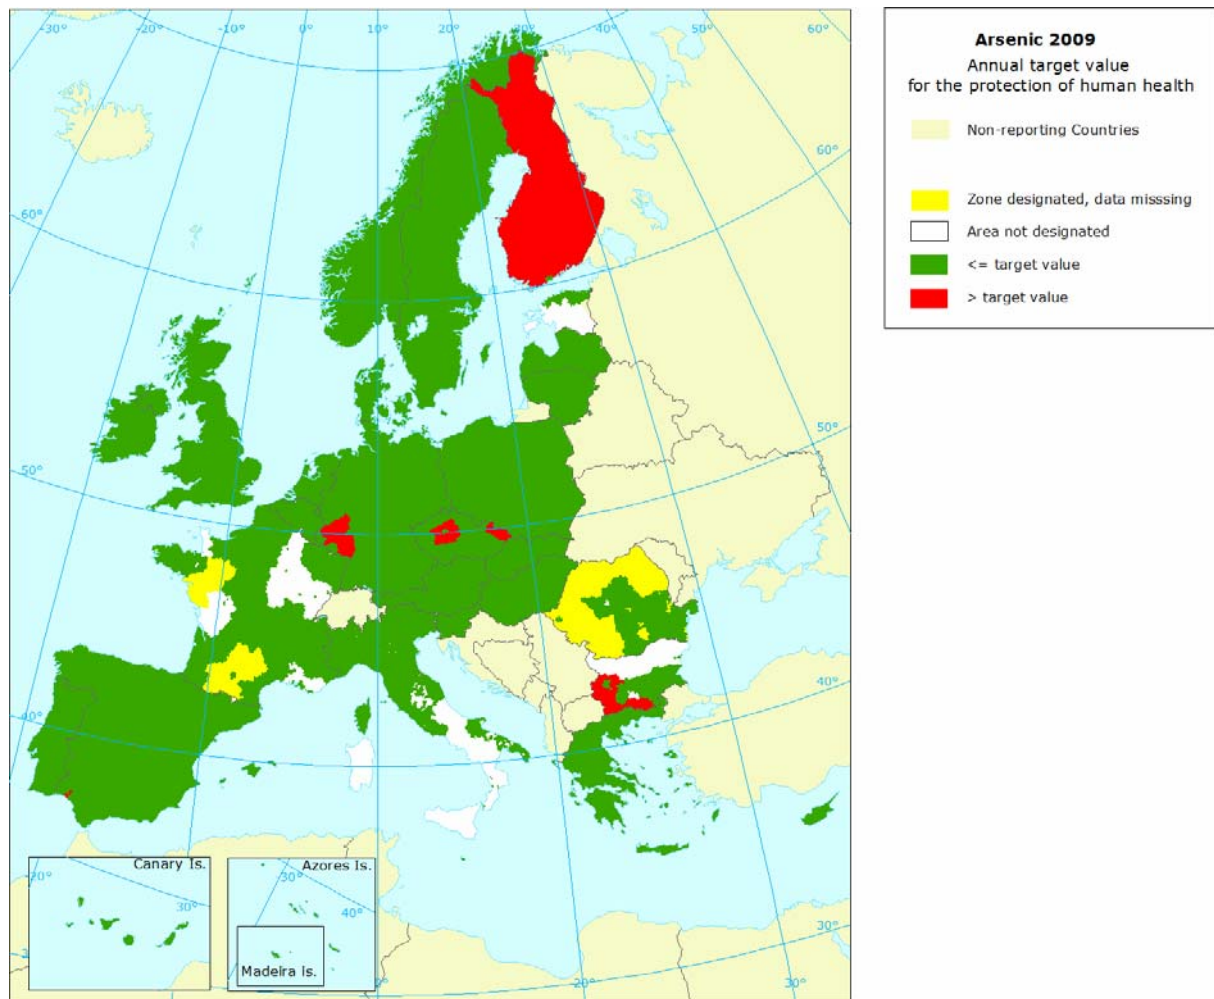 -30°
-20°
-10°
0°
10°
20°
30°
40°
50°
60°
60°
60°
50°
50°
40°
40°
30°
Canary Is.
-20°
30°
Azores Is.
-30°
40°
Madeira Is.
0°
20°
30°
Arsenic 2009
Annual target value
for the protection of human health
Non-reporting Countries
Zone designated, data misssing
Area not designated
<= target value
> target value